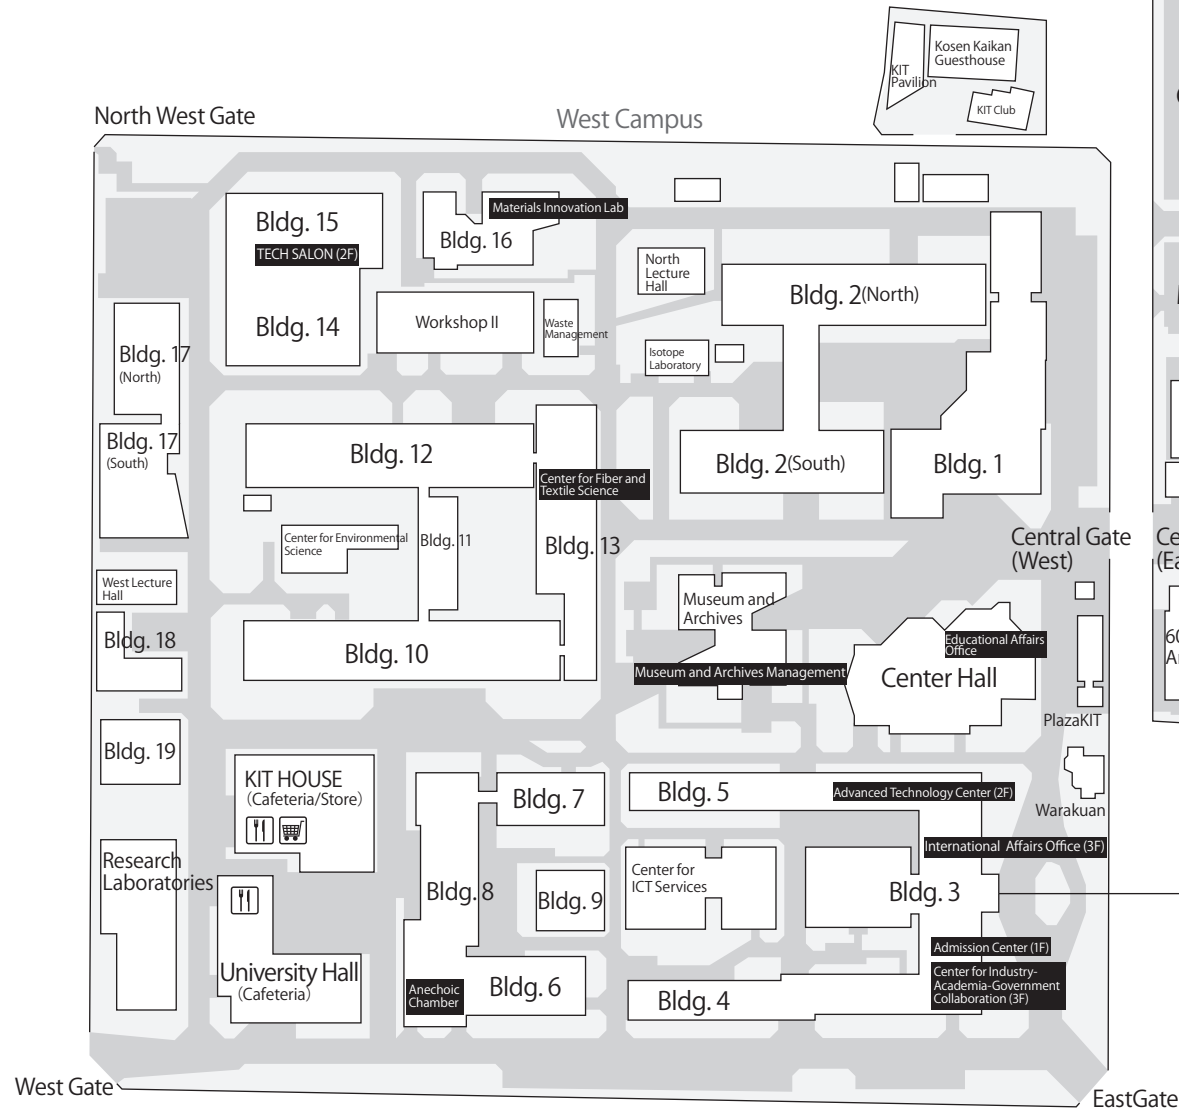 Kosen Kaikan
Guesthouse
KIT
Pavilion
KIT Club
North West Gate
West Campus
Bldg. 15
TECH SALON (2F)
Bldg. 14
Materials Innovation Lab
Bldg. 16
Workshop II
Waste
Management
North
Lecture
Hall
Isotope
Laboratory
Bldg. 2(North)
Bldg. 2(South)
Bldg. 1
Bldg. 17
(North)
Bldg. 17
(South)
Bldg. 12
Center for Fiber and
Textile Science
Center for Environmental
Science
Bldg. 11
Bldg. 13
Central Gate
(West)
West Lecture
Hall
Bldg. 18
Bldg. 10
Museum and
Archives
Museum and Archives Management
Educational Affairs
Office
Center Hall
PlazaKIT
Bldg. 19
KIT HOUSE
(Cafeteria/Store)
Bldg. 7
Bldg. 5
Advanced Technology Center (2F)
Warakuan
Research
Laboratories
Bldg. 8
Bldg. 9
Center for
ICT Services
International Affairs Office (3F)
Bldg. 3
University Hall
(Cafeteria)
Anechoic
Chamber
Bldg. 6
Bldg. 4
Admission Center (1F)
Center for Industry-
Academia-Government
Collaboration (3F)
West Gate
EastGate